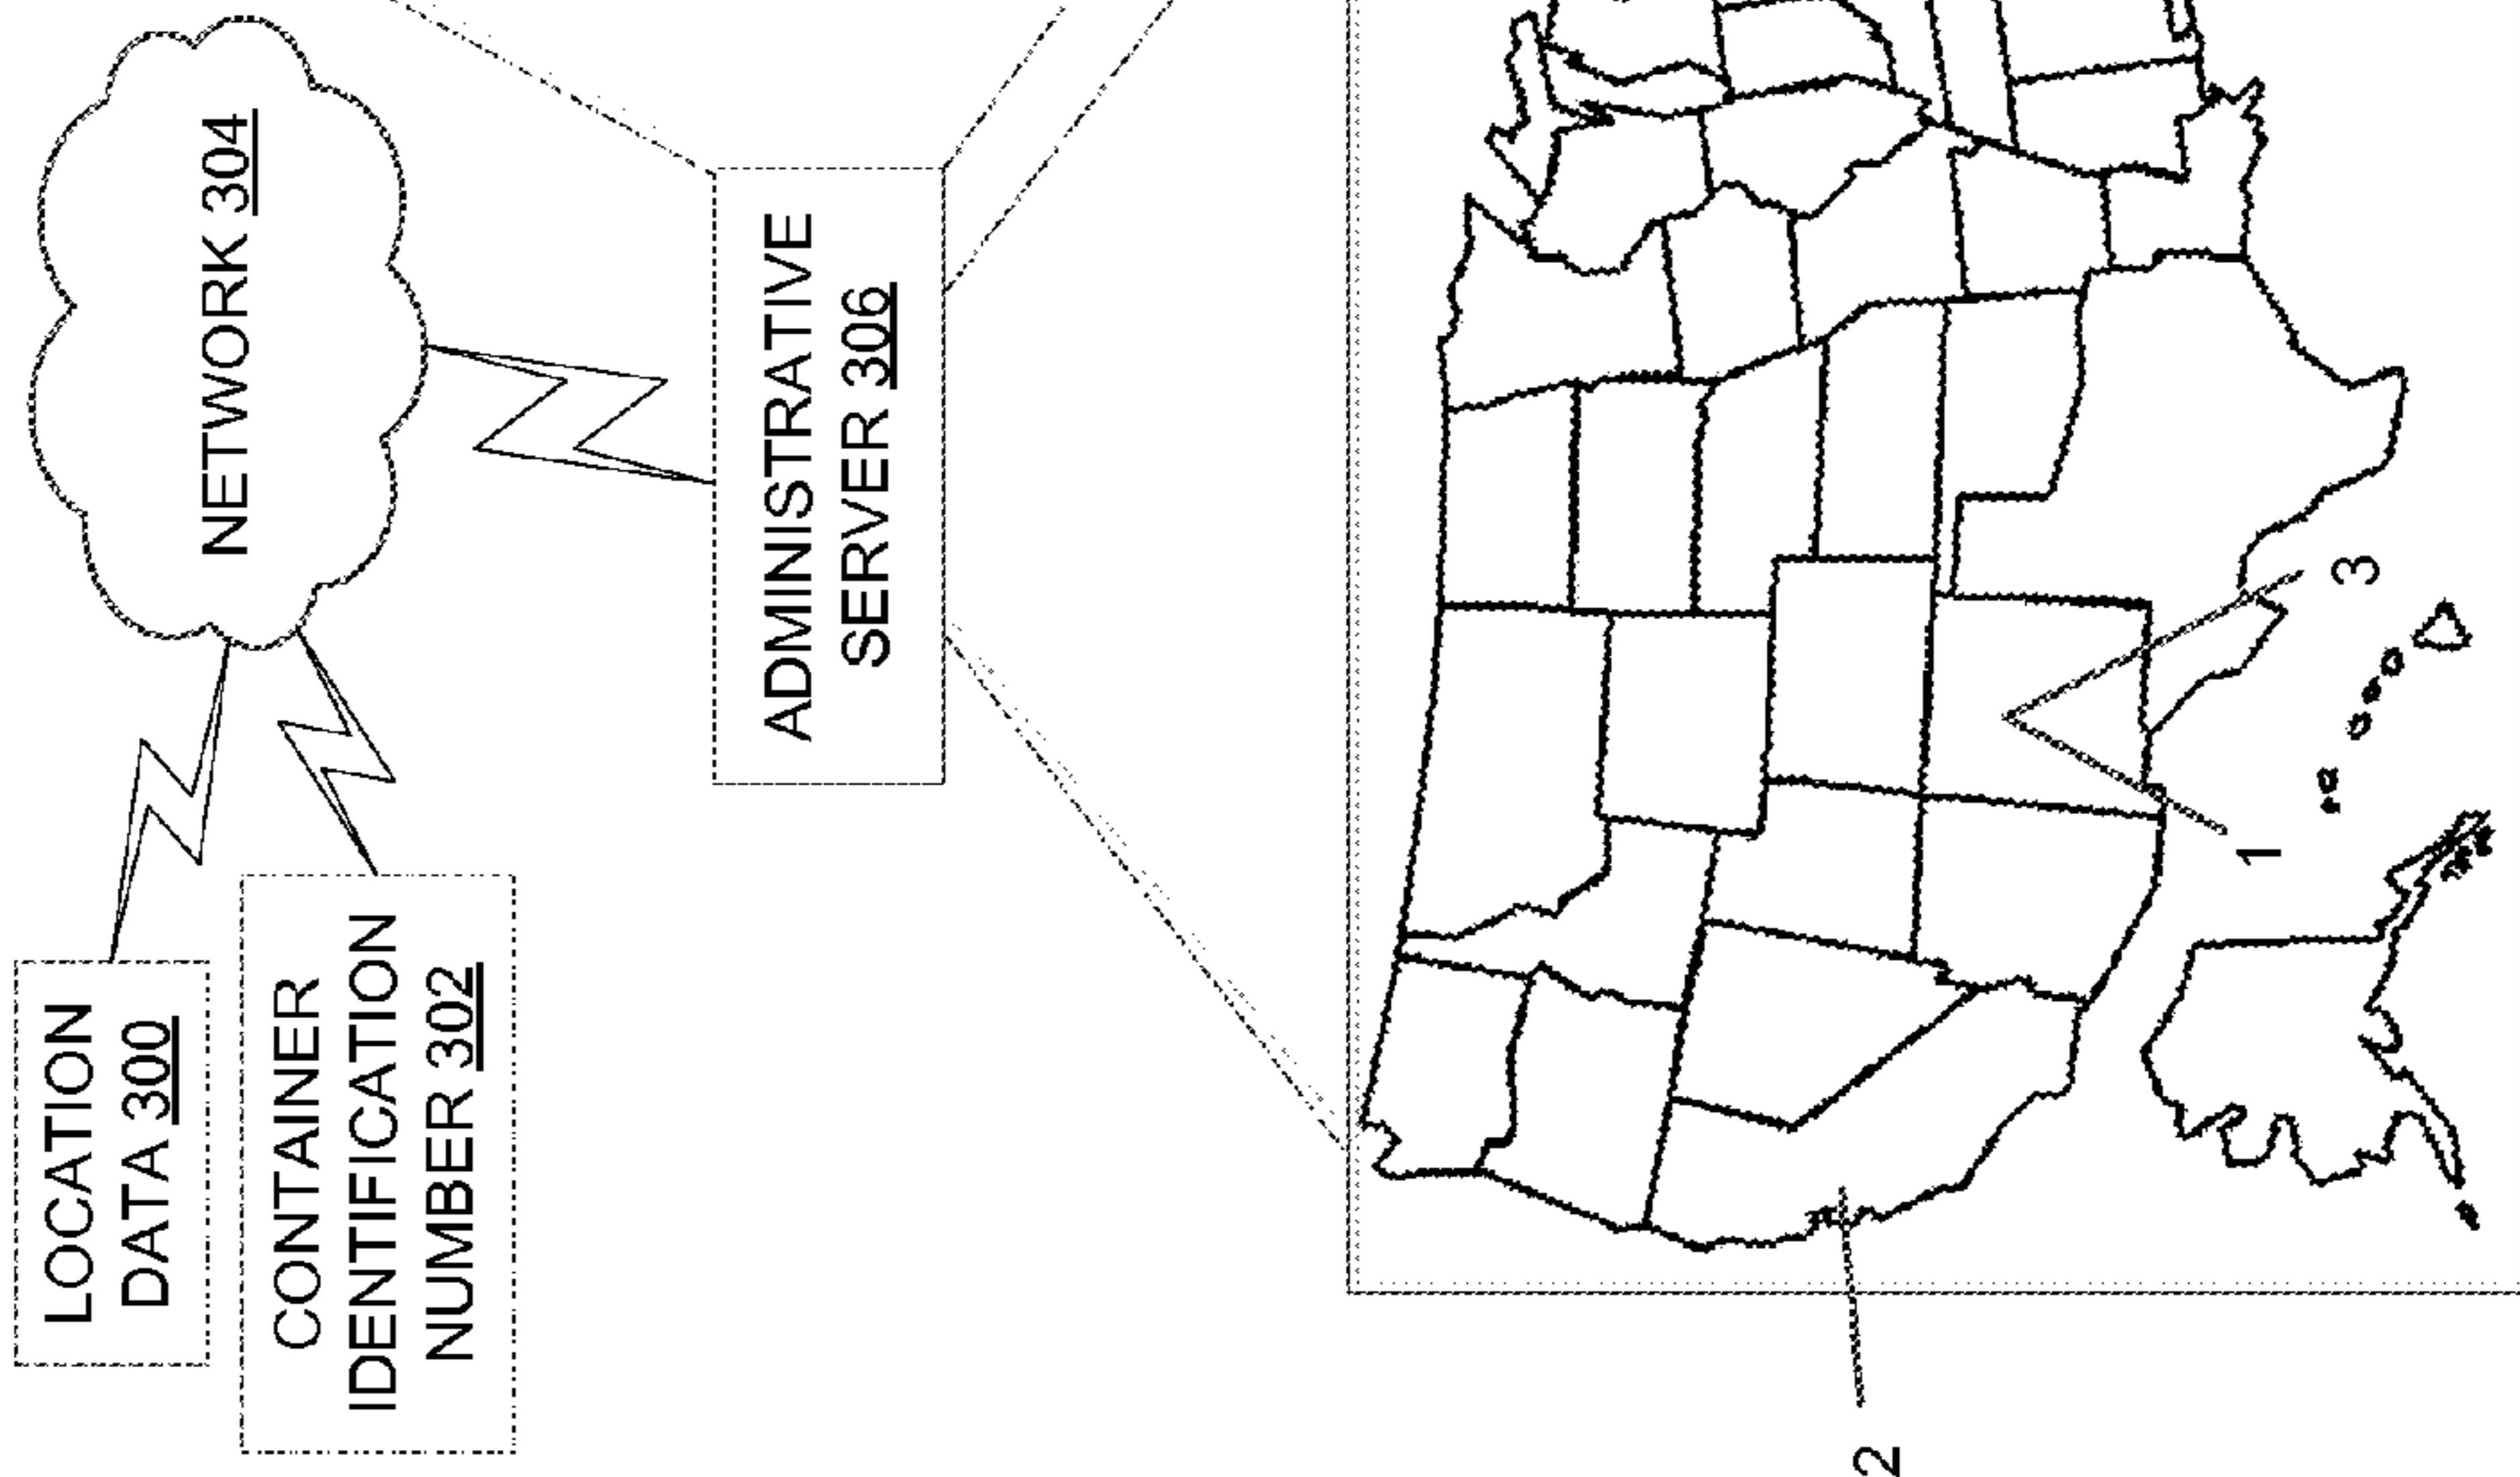 LOCATION
DATA 300
CONTAINER
IDENTIFICATION
NUMBER 302
NETWORK 304
ADMINISTRATIVE
SERVER 306
2
1
3